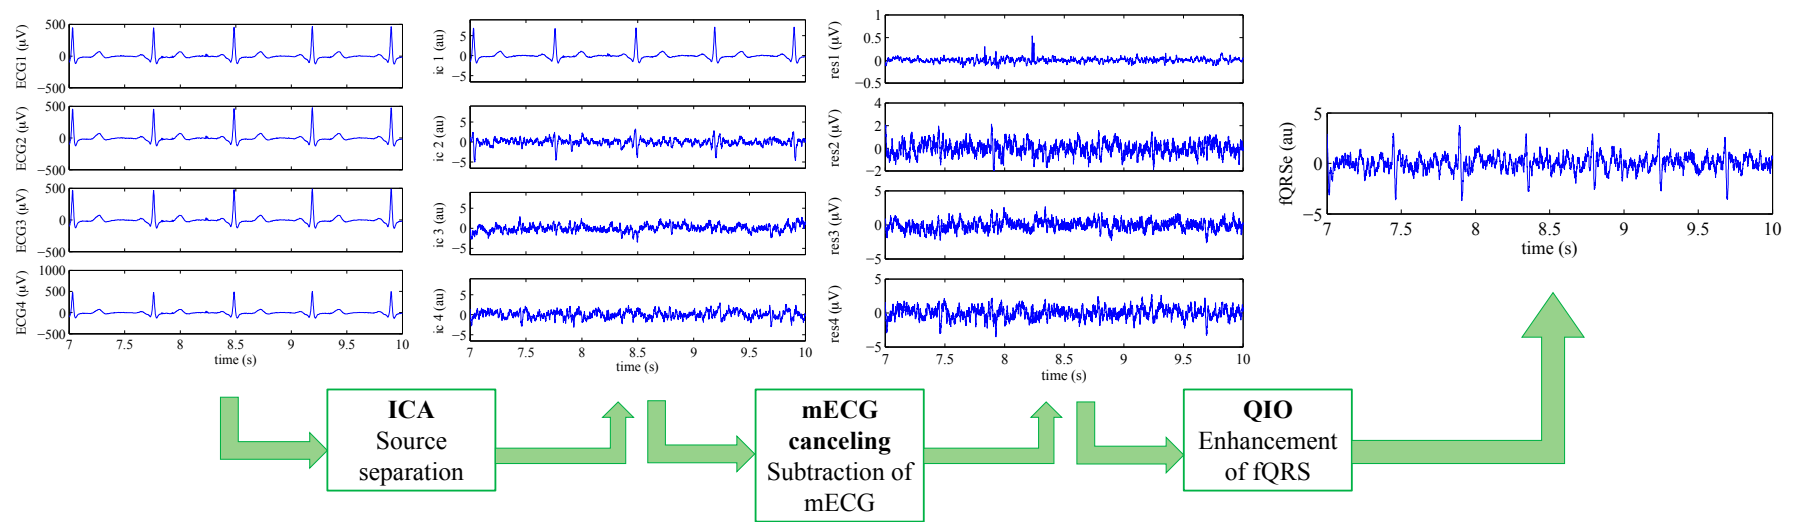 ECG1 (μV)
500
0
−500
ECG2 (μV)
500
0
−500
ECG3 (μV)
500
0
−500
ECG4 (μV)
1000
500
0
−500
7 7.5 8 8.5 9 9.5 10
time (s)
ic 1 (au)
5
0
−5
ic 2 (au)
5
0
−5
ic 3 (au)
5
0
−5
ic 4 (au)
5
0
−5
7 7.5 8 8.5 9 9.5 10
time (s)
res1 (μV)
1
0.5
0
−0.5
res2 (μV)
4
2
0
−2
res3 (μV)
5
0
−5
res4 (μV)
5
0
−5
7 7.5 8 8.5 9 9.5 10
time (s)
fQRSe (au)
5
0
−5
7 7.5 8 8.5 9 9.5 10
time (s)
ICA
Source
separation
mECG
canceling
Subtraction of
mECG
QIO
Enhancement
of fQRS